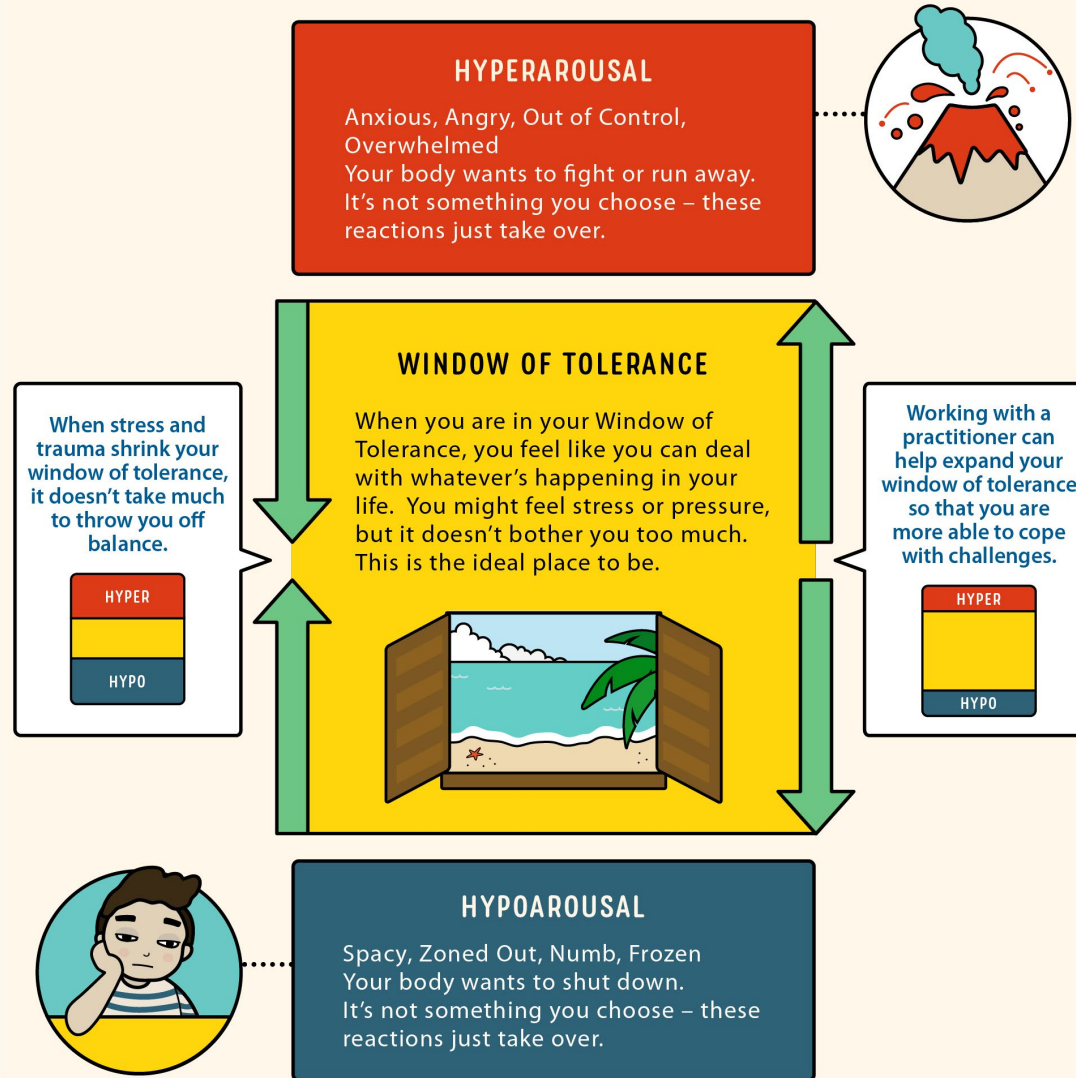 HYPERAROUSAL
Anxious, Angry, Out of Control,
Overwhelmed
Your body wants to fight or run away.
It’s not something you choose – these
reactions just take over.
WINDOW OF TOLERANCE
When you are in your Window of
Tolerance, you feel like you can deal
with whatever’s happening in your
life.  You might feel stress or pressure,
but it doesn’t bother you too much.
This is the ideal place to be.
When stress and
trauma shrink your
window of tolerance,
it doesn’t take much
to throw you off
balance.
HYPER
HYPO
Working with a
practitioner can
help expand your
window of tolerance
so that you are
more able to cope
with challenges.
HYPER
HYPO
HYPOAROUSAL
Spacy, Zoned Out, Numb, Frozen
Your body wants to shut down.
It’s not something you choose – these
reactions just take over.